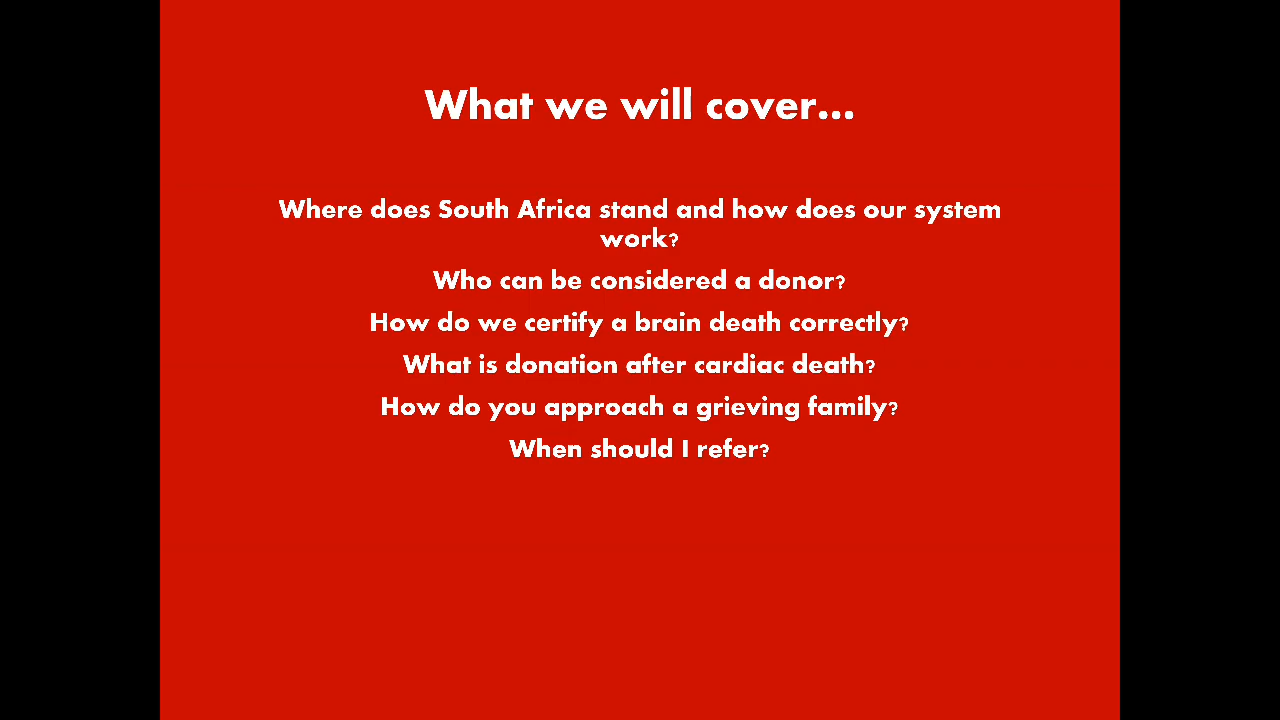 What we will cover...
Where does South Africa stand and how does our system
work?
Who can be considered a donor?
How do we certify a brain death correctly?
What is donation after cardiac death?
How do you approach a grieving family?
When should I refer?